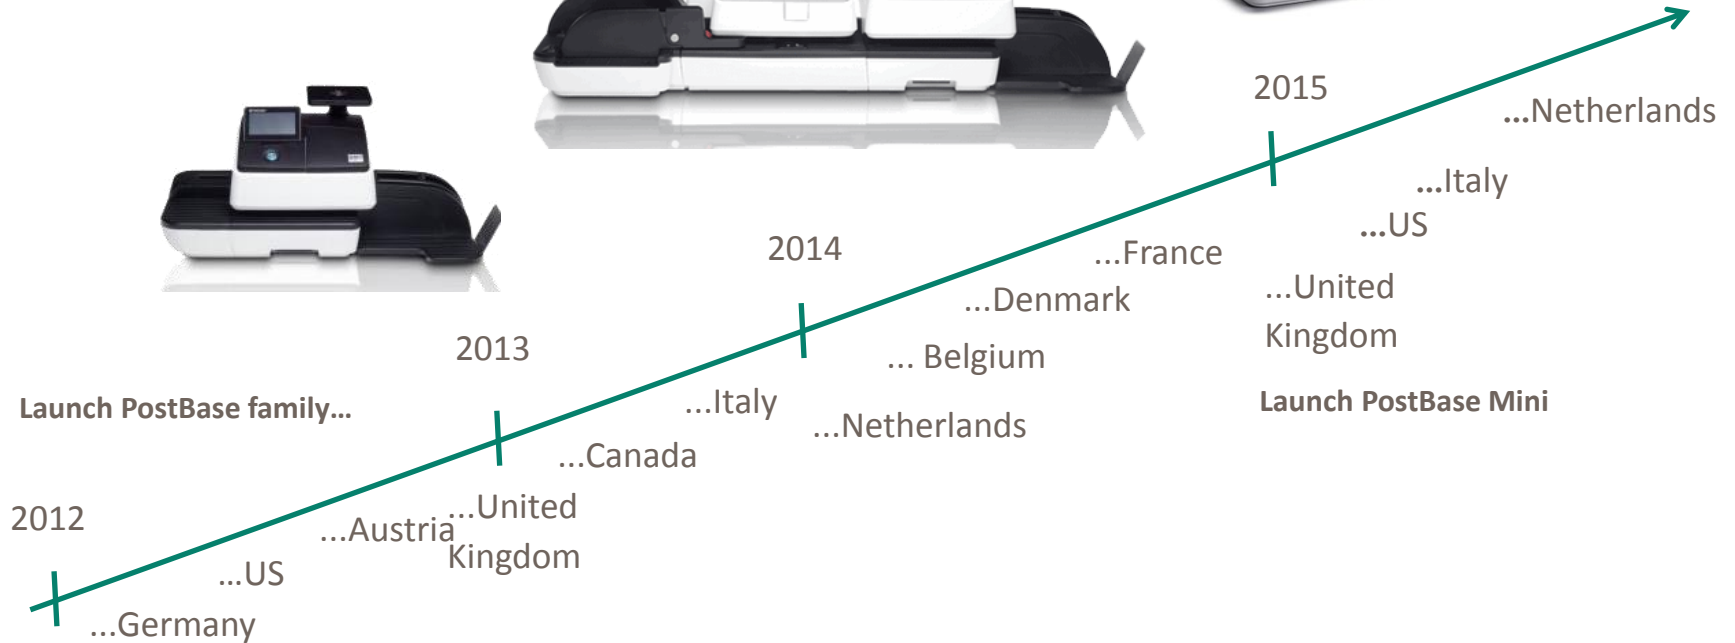 2015
...Netherlands
...Italy
...US
2014
...France
...Denmark
...United
Kingdom
2013
... Belgium
Launch PostBase family...
...Italy
Launch PostBase Mini
...Netherlands
...Canada
2012
...United
Kingdom
...Austria
...US
...Germany